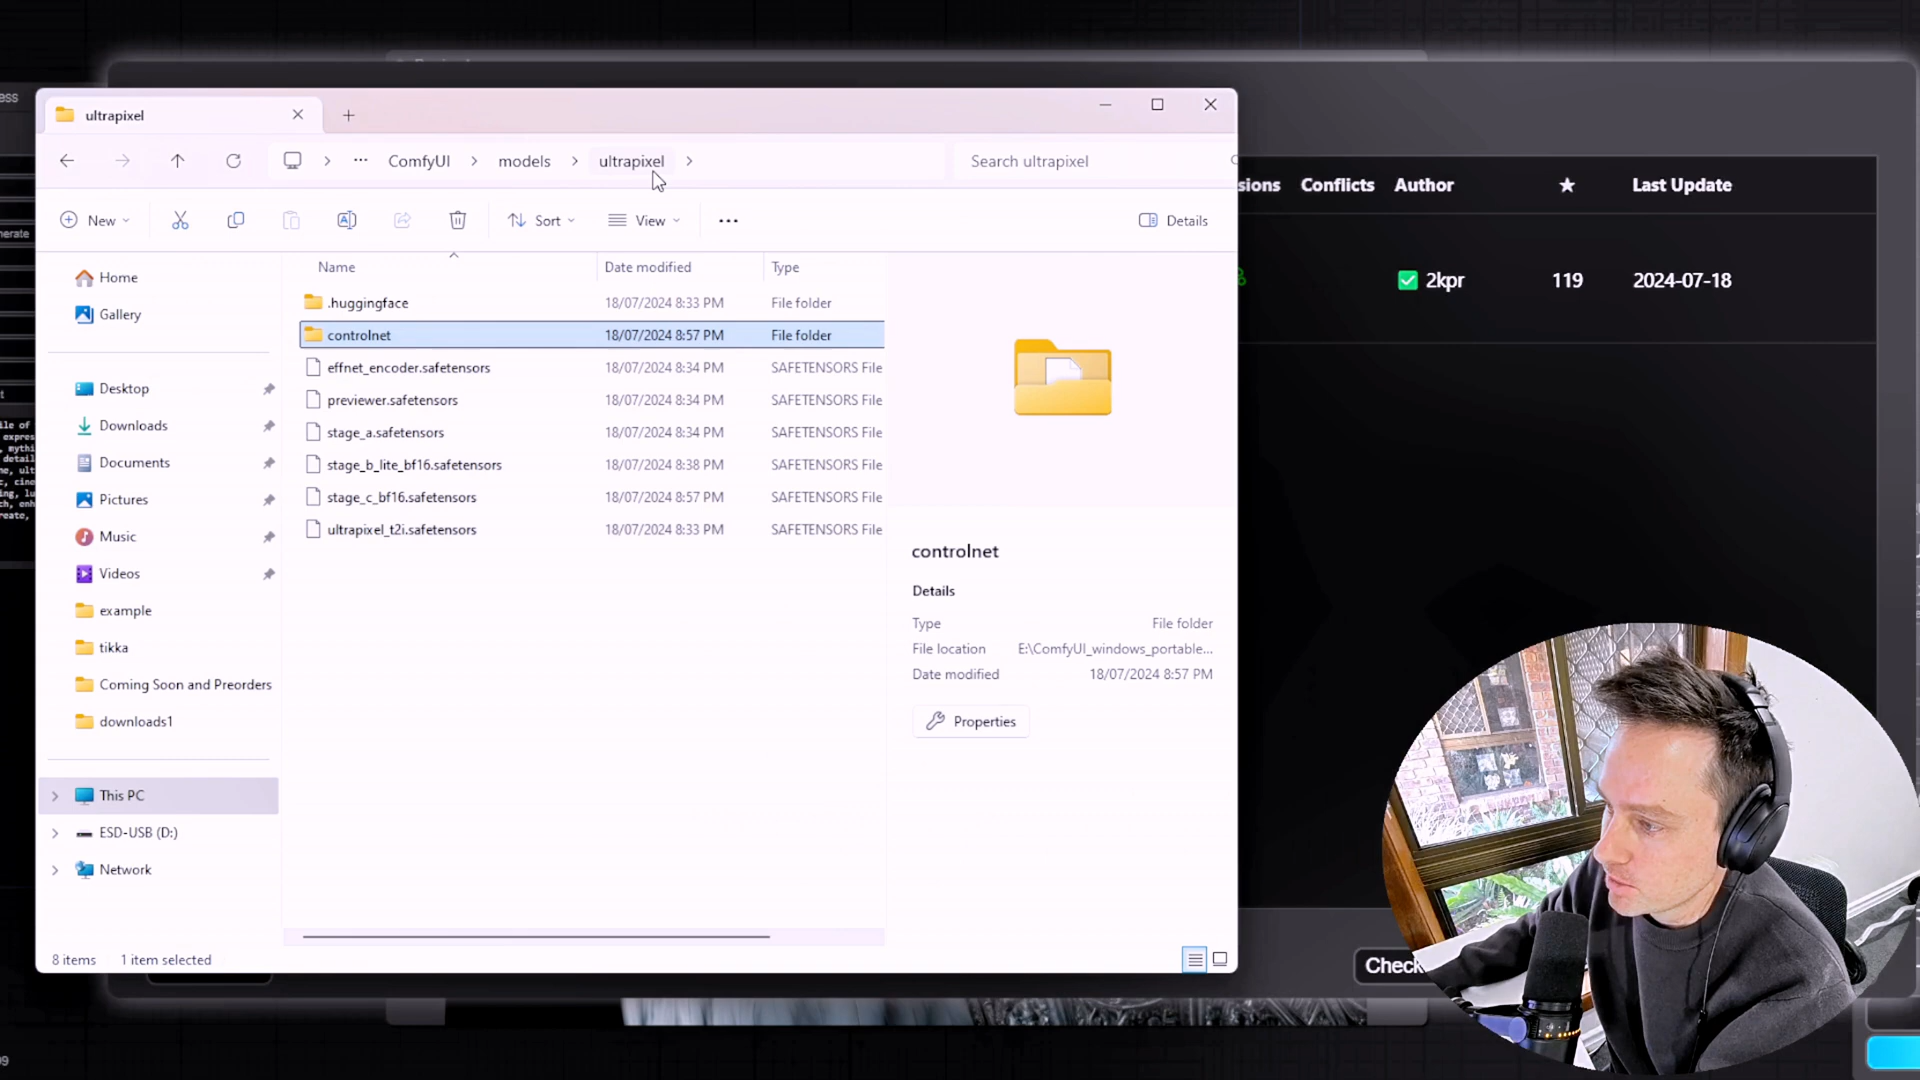 ess
ultrapixel
ComfyUI
models
ultrapixel
Search ultrapixel
sions
Conflicts
Author
Last Update
New
Sort
View
Details
nerate
Home
Gallery
Name
Date modified
Type
2kpr
119
2024-07-18
.huggingface
18/07/2024 8:33 PM
File folder
controlnet
18/07/2024 8:57 PM
File folder
effnet_encoder.safetensors
18/07/2024 8:34 PM
SAFETENSORS File
previewer.safetensors
18/07/2024 8:34 PM
SAFETENSORS File
stage_a.safetensors
18/07/2024 8:34 PM
SAFETENSORS File
stage_b_lite_bf16.safetensors
18/07/2024 8:38 PM
SAFETENSORS File
stage_c_bf16.safetensors
18/07/2024 8:57 PM
SAFETENSORS File
ultrapixel_t2i.safetensors
18/07/2024 8:33 PM
SAFETENSORS File
Desktop
Downloads
Documents
Pictures
Music
Videos
example
tikka
Coming Soon and Preorders
downloads1
This PC
ESD-USB (D:)
Network
controlnet
Details
Type
File folder
File location
E:\ComfyUI_windows_portable...
Date modified
18/07/2024 8:57 PM
Properties
8 items
1 item selected
Check